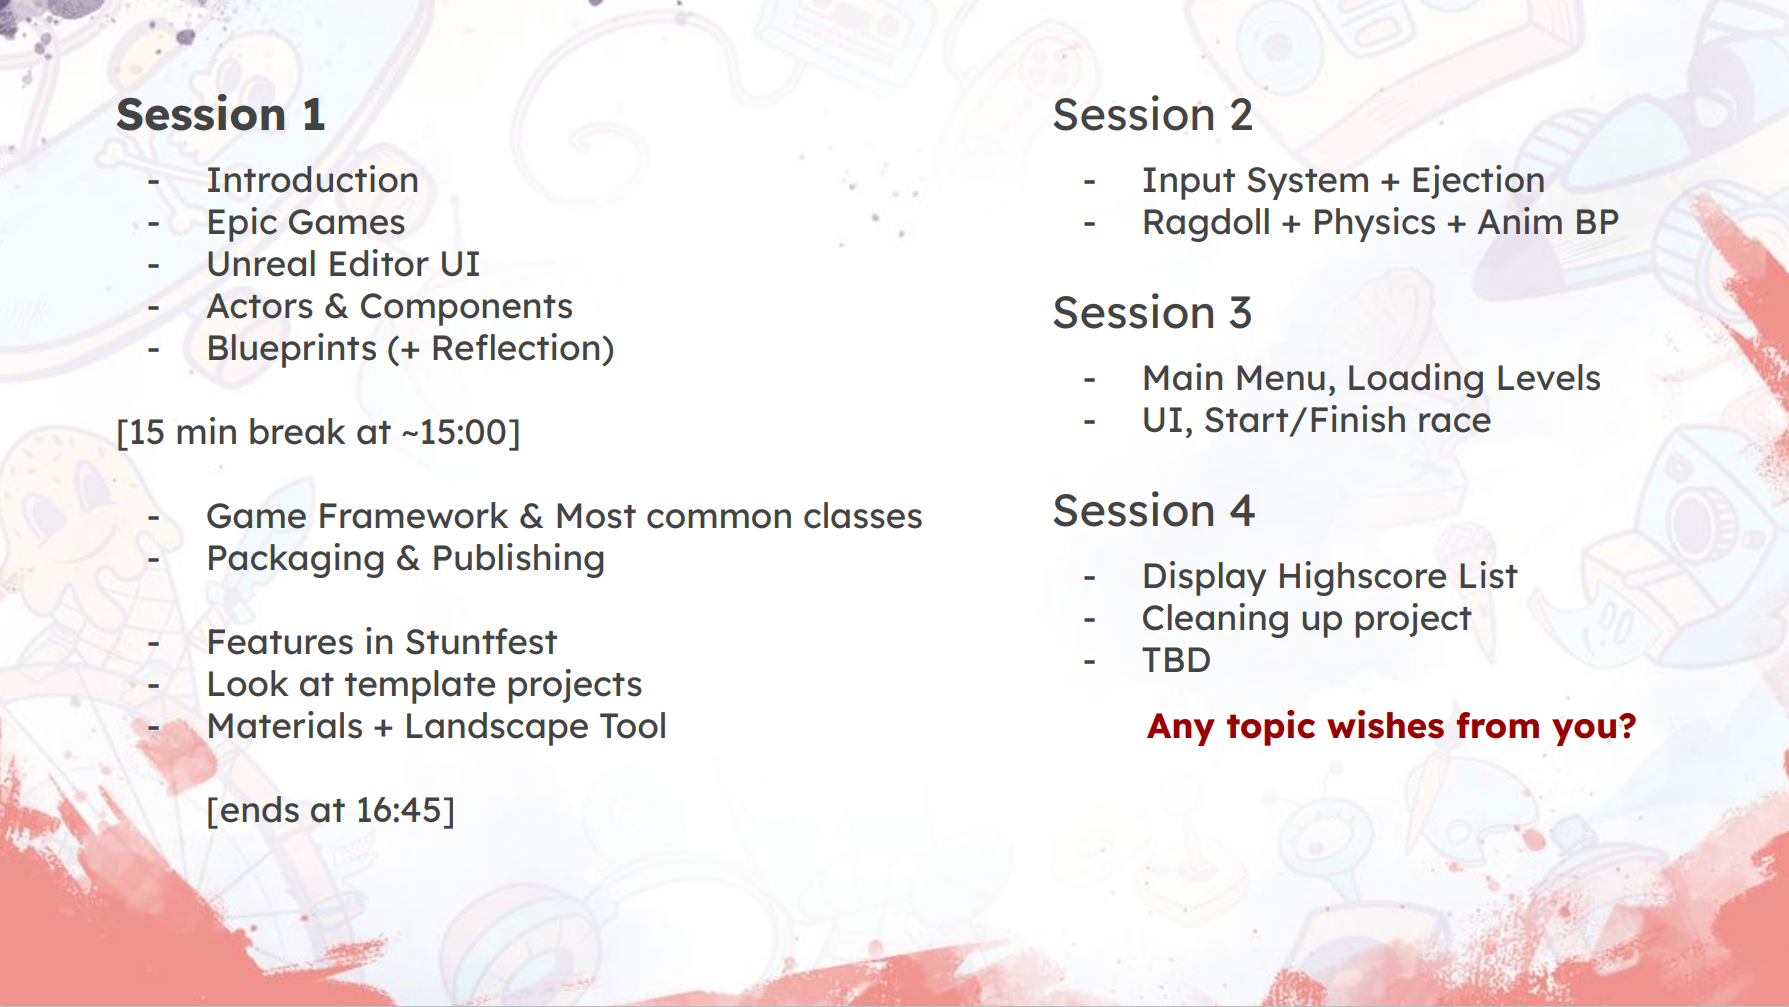 Session 1
- Introduction
- Epic Games
- Unreal Editor UI
- Actors & Components
- Blueprints (+ Reflection)
[15 min break at ~15:00]
- Game Framework & Most common classes
- Packaging & Publishing
- Features in Stuntfest
- Look at template projects
- Materials + Landscape Tool
[ends at 16:45]
Session 2
- Input System + Ejection
- Ragdoll + Physics + Anim BP
Session 3
- Main Menu, Loading Levels
- UI, Start/Finish race
Session 4
- Display Highscore List
- Cleaning up project
- TBD
Any topic wishes from you?